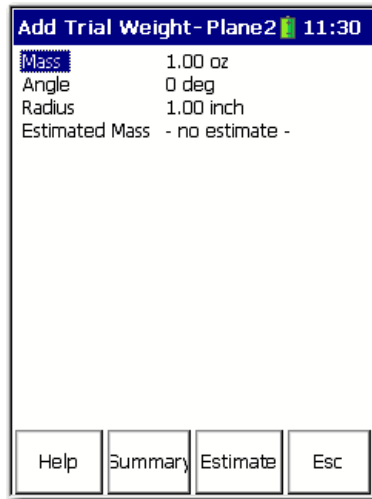 Add Trial Weight-Plane2 11:30
Mass 1.00 oz
Angle 0 deg
Radius 1.00 inch
Estimated Mass - no estimate -
Help Summary Estimate Esc